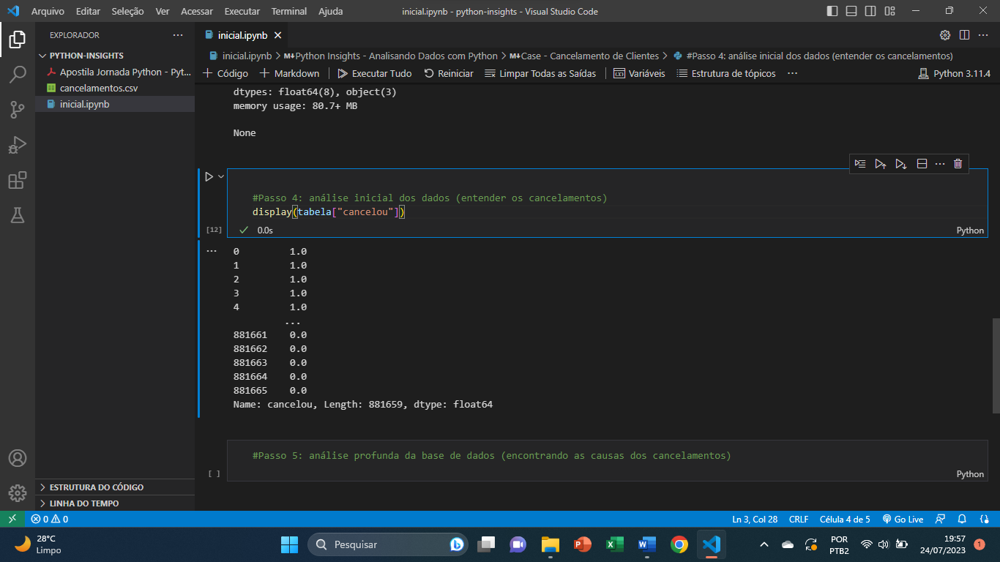 Arquivo Editar Seleção Ver Acessar Executar Terminal Ajuda inicial.ipynb - python-insights - Visual Studio Code
EXPLORADOR
PYTHON-INSIGHTS
Apostila Jornada Python - Pyt...
cancelamentos.csv
inicial.ipynb
ESTRUTURA DO CÓDIGO
LINHA DO TEMPO
inicial.ipynb
inicial.ipynb > M↓Python Insights - Analisando Dados com Python > M↓Case - Cancelamento de Clientes > #Passo 4: análise inicial dos dados (entender os cancelamentos)
+ Código + Markdown Executar Tudo Reiniciar Limpar Todas as Saídas Variáveis Estrutura de tópicos ... Python 3.11.4
dtypes: float64(8), object(3)
memory usage: 80.7+ MB
None
#Passo 4: análise inicial dos dados (entender os cancelamentos)
display(tabela["cancelou"])
[12] 0.0s Python
... 0 1.0
1 1.0
2 1.0
3 1.0
4 1.0
...
881661 0.0
881662 0.0
881663 0.0
881664 0.0
881665 0.0
Name: cancelou, Length: 881659, dtype: float64
#Passo 5: análise profunda da base de dados (encontrando as causas dos cancelamentos)
[ ] Python
0 0 Ln 3, Col 28 CRLF Célula 4 de 5 Go Live
28°C
Limpo
Pesquisar
POR
PTB2
19:57
24/07/2023
1